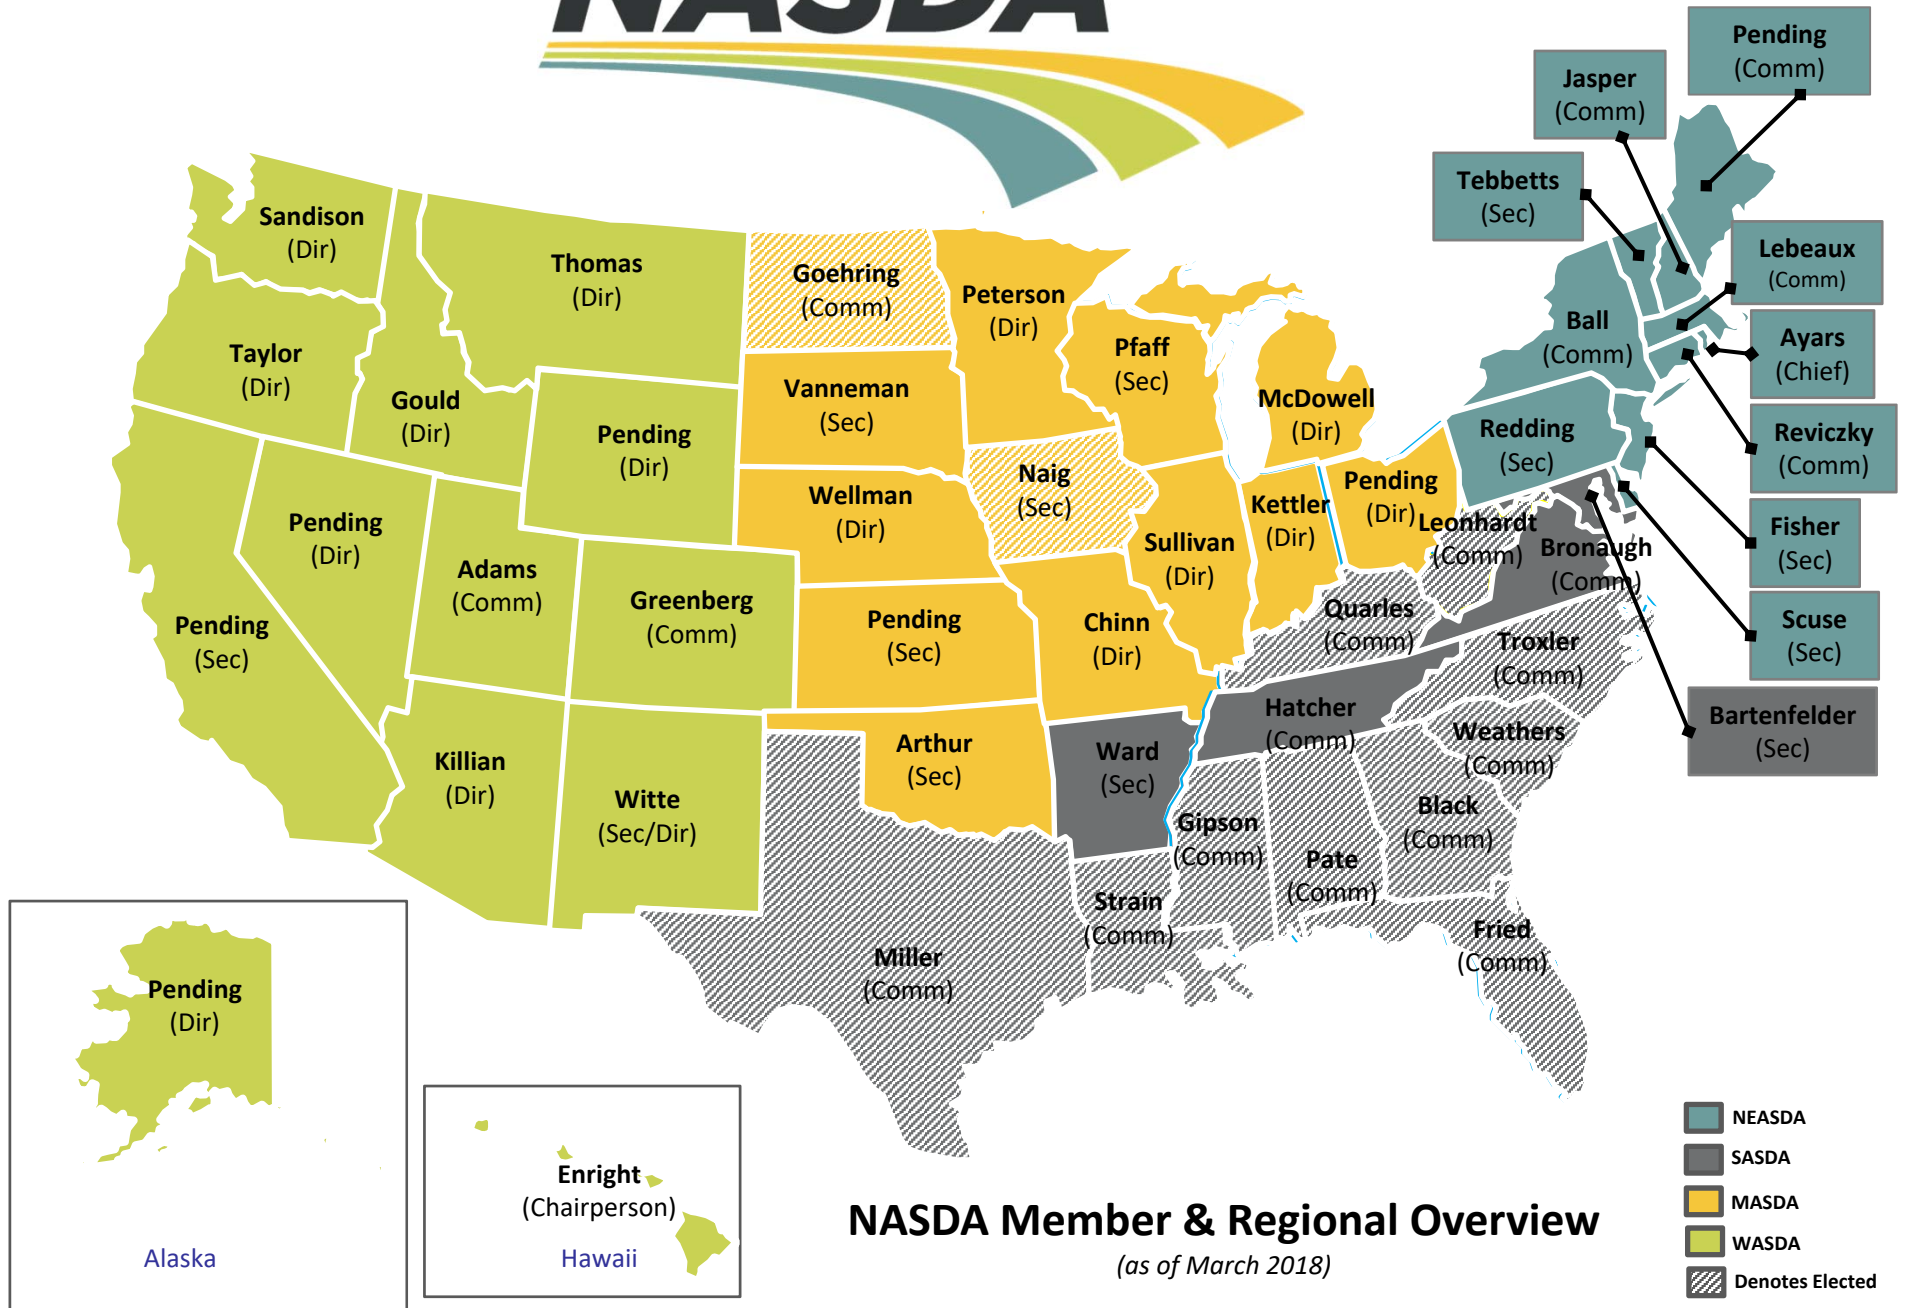 NASDA
Pending
(Comm)
Jasper
(Comm)
Tebbetts
(Sec)
Lebeaux
(Comm)
Ayars
(Chief)
Reviczky
(Comm)
Fisher
(Sec)
Scuse
(Sec)
Bartenfelder
(Sec)
Sandison
(Dir)
Thomas
(Dir)
Goehring
(Comm)
Peterson
(Dir)
Pfaff
(Sec)
McDowell
(Dir)
Ball
(Comm)
Redding
(Sec)
Taylor
(Dir)
Gould
(Dir)
Pending
(Dir)
Vanneman
(Sec)
Naig
(Sec)
Wellman
(Dir)
Sullivan
(Dir)
Kettler
(Dir)
Pending
(Dir)
Leonhardt
(Comm)
Bronaugh
(Comm)
Pending
(Sec)
Pending
(Dir)
Adams
(Comm)
Greenberg
(Comm)
Pending
(Sec)
Chinn
(Dir)
Quarles
(Comm)
Troxler
(Comm)
Killian
(Dir)
Witte
(Sec/Dir)
Arthur
(Sec)
Ward
(Sec)
Hatcher
(Comm)
Weathers
(Comm)
Black
(Comm)
Gipson
(Comm)
Pate
(Comm)
Strain
(Comm)
Miller
(Comm)
Fried
(Comm)
Pending
(Dir)
Alaska
Enright
(Chairperson)
Hawaii
NASDA Member & Regional Overview
(as of March 2018)
NEASDA
SASDA
MASDA
WASDA
Denotes Elected